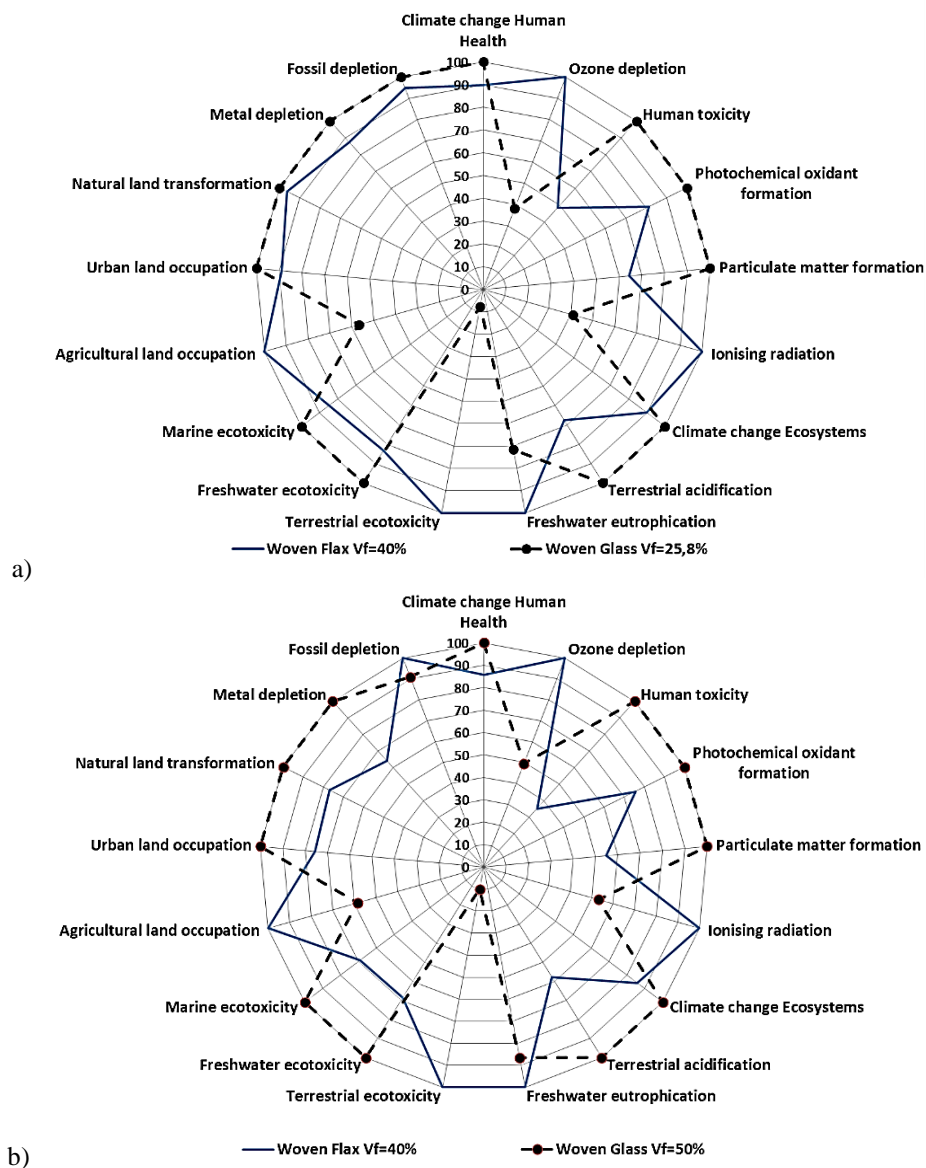 Climate change Human
Health
Fossil depletion
100
Ozone depletion
90
Metal depletion
80
Human toxicity
70
60
Natural land transformation
50
Photochemical oxidant
formation
40
30
20
Urban land occupation
10
Particulate matter formation
0
Agricultural land occupation
Ionising radiation
Marine ecotoxicity
Climate change Ecosystems
Freshwater ecotoxicity
Terrestrial acidification
Terrestrial ecotoxicity
Freshwater eutrophication
Woven Flax Vf=40%
Woven Glass Vf=25,8%
a)
Climate change Human
Health
Fossil depletion
100
Ozone depletion
90
Metal depletion
80
Human toxicity
70
60
Natural land transformation
50
Photochemical oxidant
formation
40
30
20
Urban land occupation
10
Particulate matter formation
0
Agricultural land occupation
Ionising radiation
Marine ecotoxicity
Climate change Ecosystems
Freshwater ecotoxicity
Terrestrial acidification
Terrestrial ecotoxicity
Freshwater eutrophication
Woven Flax Vf=40%
Woven Glass Vf=50%
b)